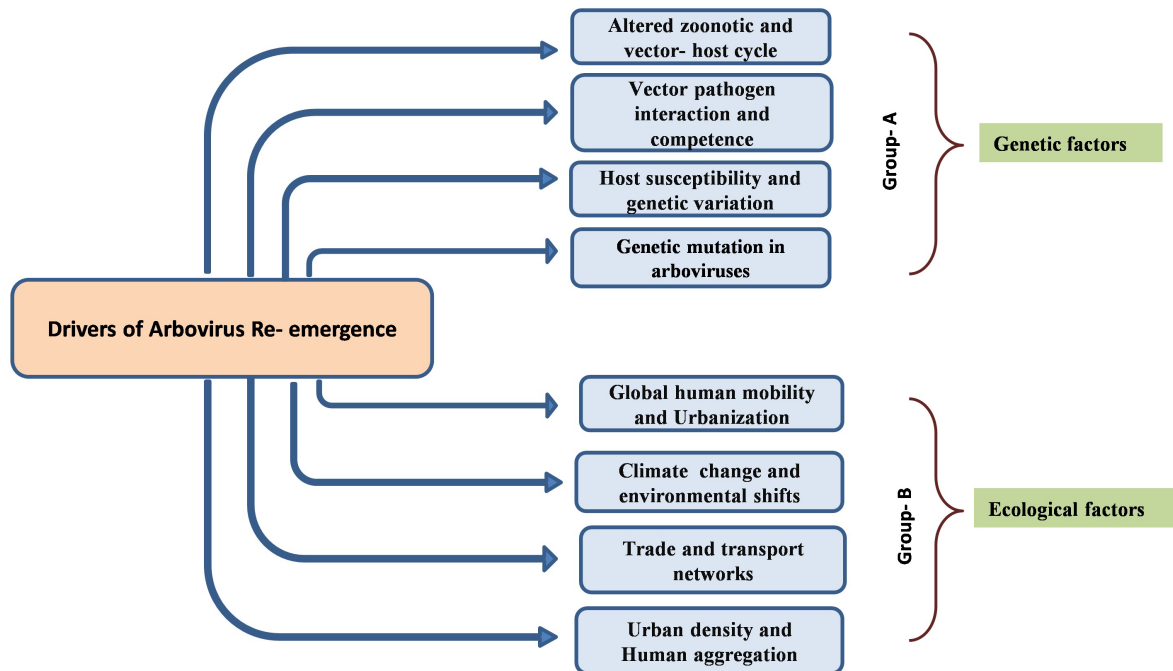 Altered zoonotic and
vector- host cycle
Vector pathogen
interaction and
competence
Host susceptibility and
genetic variation
Genetic mutation in
arboviruses
Group- A
Genetic factors
Drivers of Arbovirus Re- emergence
Global human mobility
and Urbanization
Climate change and
environmental shifts
Trade and transport
networks
Urban density and
Human aggregation
Group- B
Ecological factors